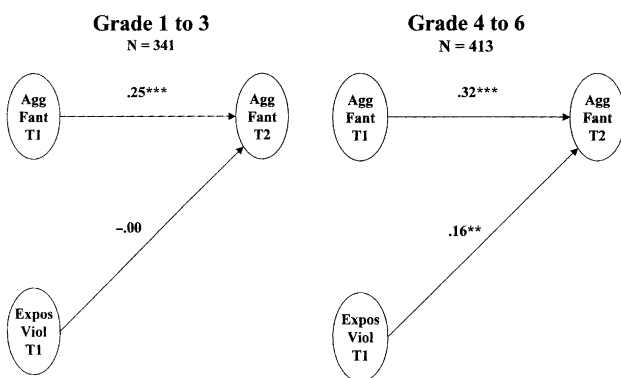 Grade 1 to 3
N = 341
Agg
Fant
T1
.25***
Agg
Fant
T2
–.00
Expos
Viol
T1
Grade 4 to 6
N = 413
Agg
Fant
T1
.32***
Agg
Fant
T2
.16**
Expos
Viol
T1